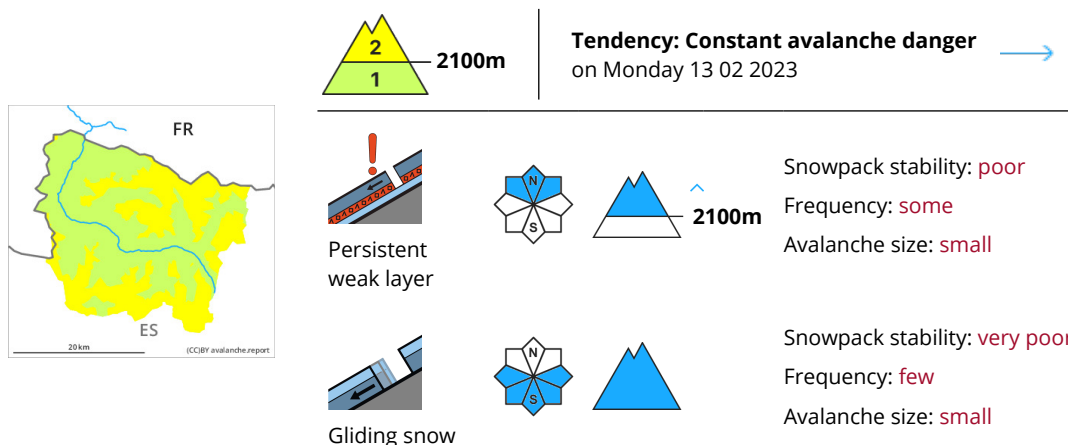 2
1
2100m
Tendency: Constant avalanche danger
on Monday 13 02 2023
FR
ES
20 km
(CC)BY avalanche.report
Persistent
weak layer
N
S
2100m
Snowpack stability: poor
Frequency: some
Avalanche size: small
Gliding snow
N
S
Snowpack stability: very poor
Frequency: few
Avalanche size: small